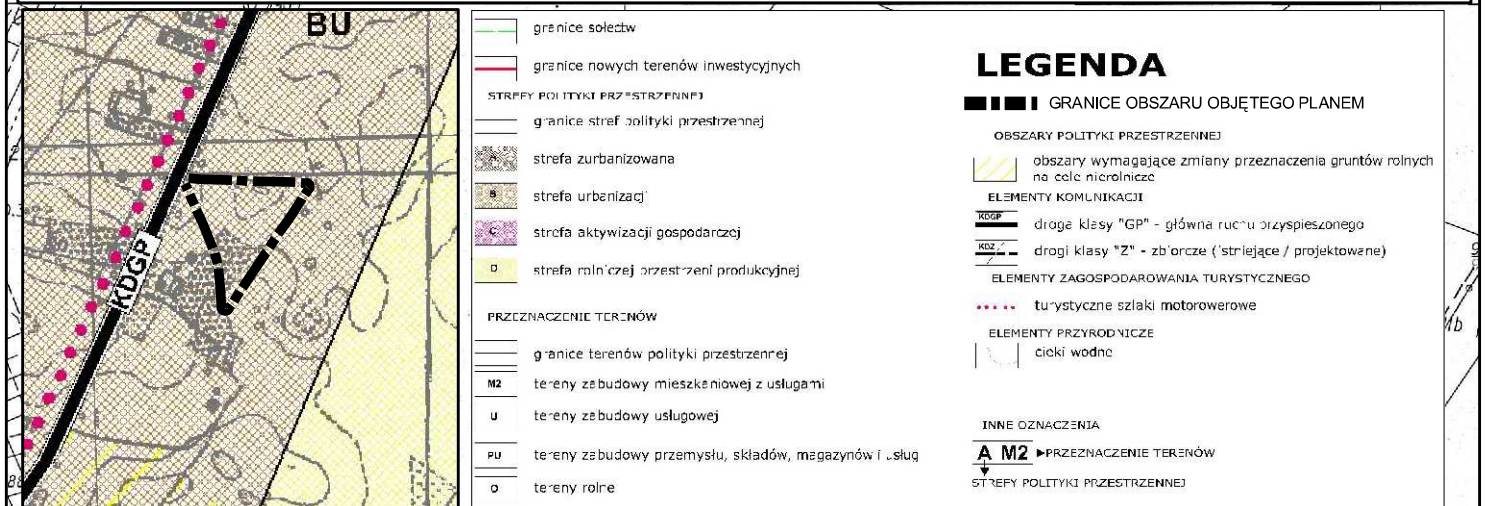 BU
KDGP
granice sołectw
granice nowych terenów inwestycyjnych
STREFY POLITYKI PRZESTRZENNEJ
granice stref polityki przestrzennej
A strefa zurbanizowana
B strefa urbanizacji
C strefa aktywizacji gospodarczej
D strefa rolniczej przestrzeni produkcyjnej
PRZEZNACZENIE TERENÓW
granice terenów polityki przestrzennej
M2 tereny zabudowy mieszkaniowej z usługami
U tereny zabudowy usługowej
PU tereny zabudowy przemysłu, składów, magazynów i usług
O tereny rolne
LEGENDA
GRANICE OBSZARU OBJĘTEGO PLANEM
OBSZARY POLITYKI PRZESTRZENNEJ
obszary wymagające zmiany przeznaczenia gruntów rolnych
na cele nierolnicze
ELEMENTY KOMUNIKACJI
KDGP droga klasy "GP" - główna ruchu przyspieszonego
KDZ drogi klasy "Z" - zbiorcze (istniejące / projektowane)
ELEMENTY ZAGOSPODAROWANIA TURYSTYCZNEGO
turystyczne szlaki motorowerowe
ELEMENTY PRZYRODNICZE
cieki wodne
INNE OZNACZENIA
A M2 ►PRZEZNACZENIE TERENÓW
STREFY POLITYKI PRZESTRZENNEJ